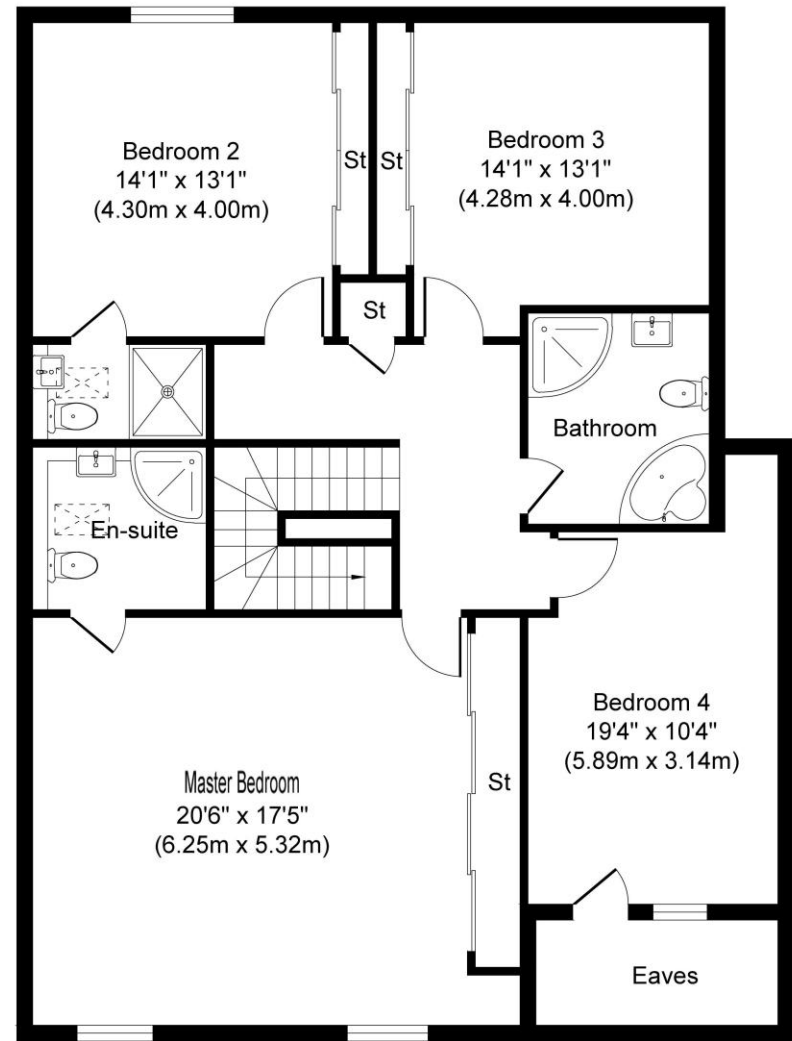 Bedroom 2
14'1" x 13'1"
(4.30m x 4.00m)
St
St
Bedroom 3
14'1" x 13'1"
(4.28m x 4.00m)
St
Bathroom
En-suite
Master Bedroom
20'6" x 17'5"
(6.25m x 5.32m)
St
Bedroom 4
19'4" x 10'4"
(5.89m x 3.14m)
Eaves